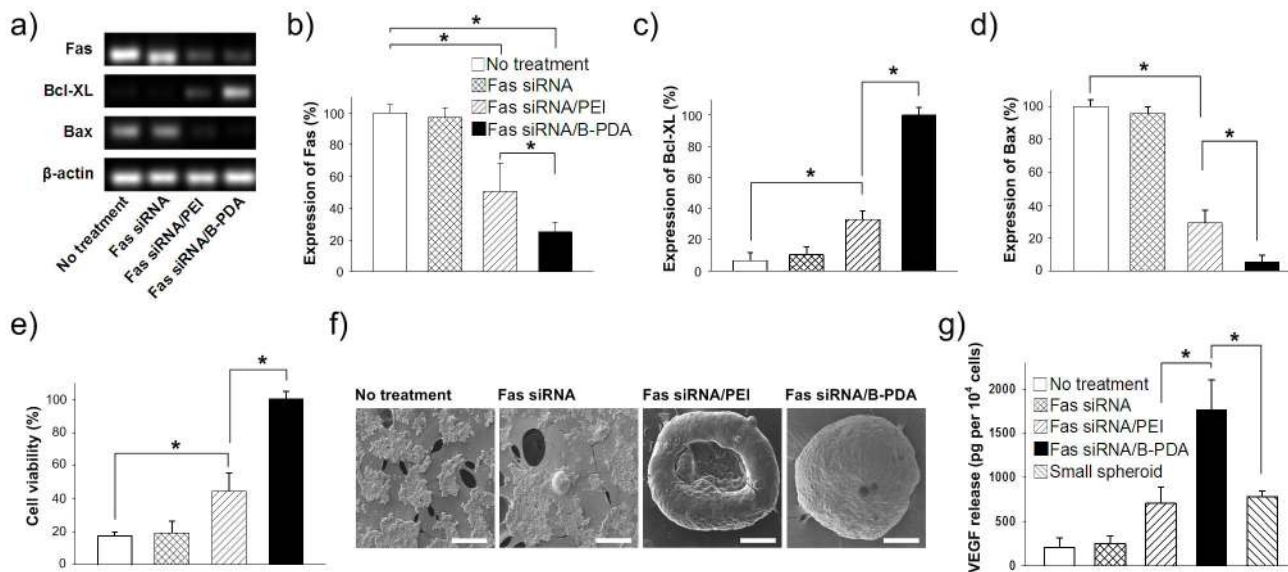 a)
Fas
Bcl-XL
Bax
β-actin
No treatment
Fas siRNA
Fas siRNA/PEI
Fas siRNA/B-PDA
b)
*
*
No treatment
Fas siRNA
Fas siRNA/PEI
Fas siRNA/B-PDA
*
Expression of Fas (%)
100
80
60
40
20
0
c)
*
*
Expression of Bcl-XL (%)
100
80
60
40
20
0
d)
*
*
Expression of Bax (%)
100
80
60
40
20
0
e)
*
*
Cell viability (%)
100
80
60
40
20
0
f)
No treatment
Fas siRNA
Fas siRNA/PEI
Fas siRNA/B-PDA
g)
*
*
No treatment
Fas siRNA
Fas siRNA/PEI
Fas siRNA/B-PDA
Small spheroid
VEGF release (pg per 10⁴ cells)
2000
1500
1000
500
0